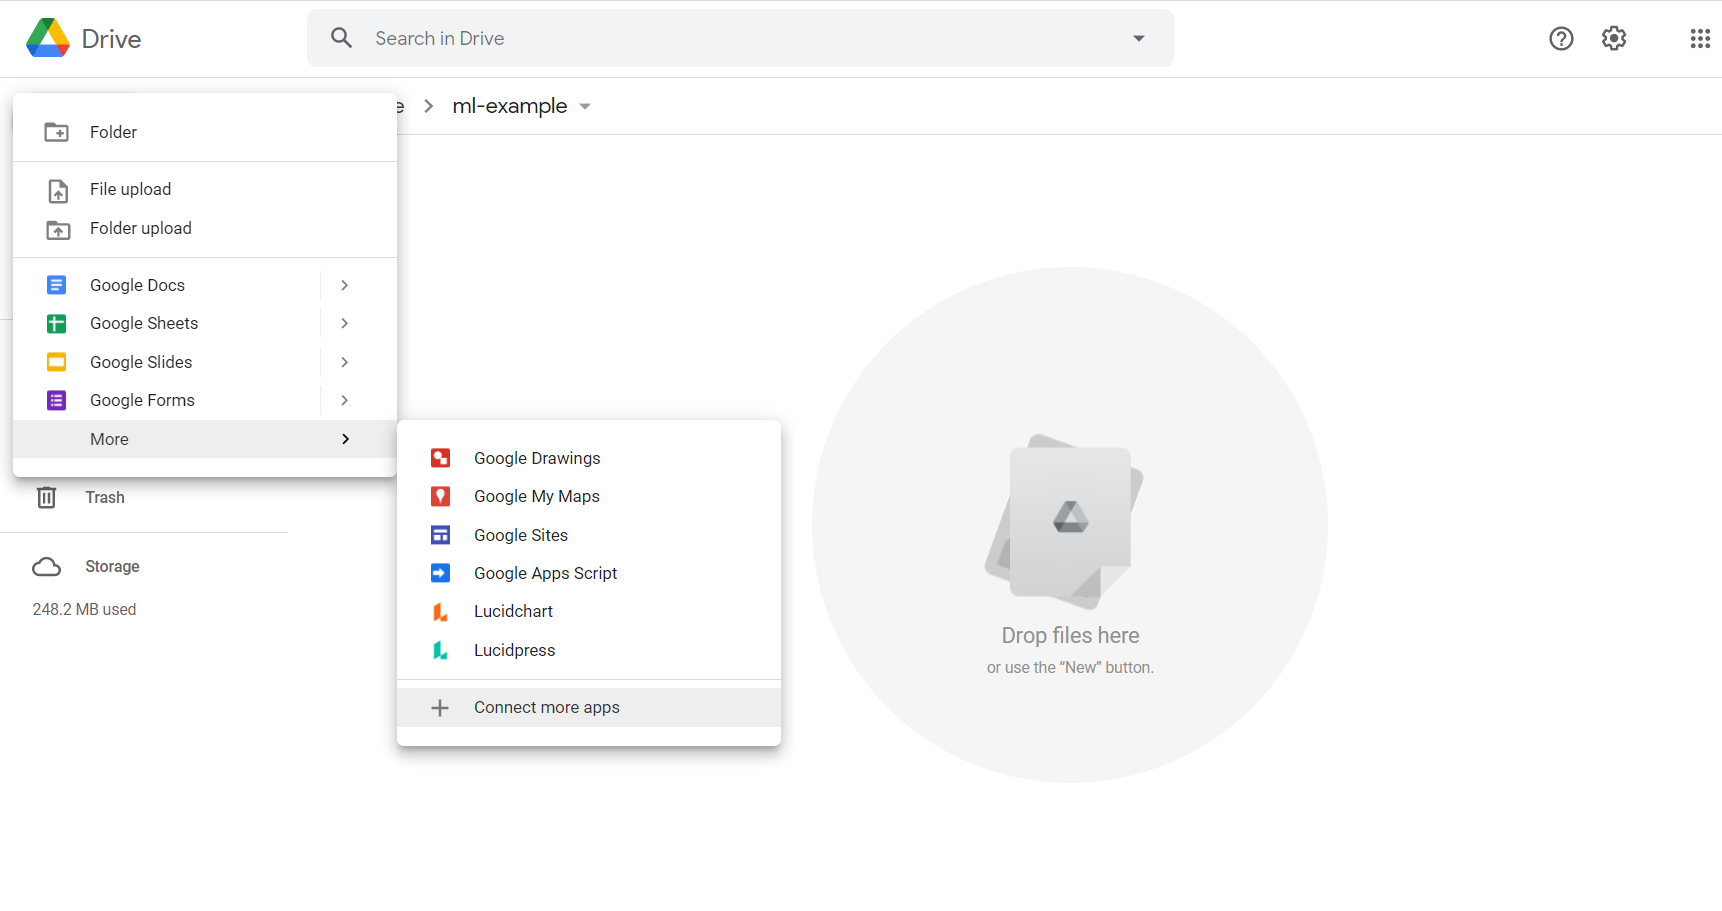 Drive
Search in Drive
ml-example
Folder
File upload
Folder upload
Google Docs
Google Sheets
Google Slides
Google Forms
More
Google Drawings
Google My Maps
Google Sites
Google Apps Script
Lucidchart
Lucidpress
Connect more apps
Trash
Storage
248.2 MB used
Drop files here
or use the “New” button.